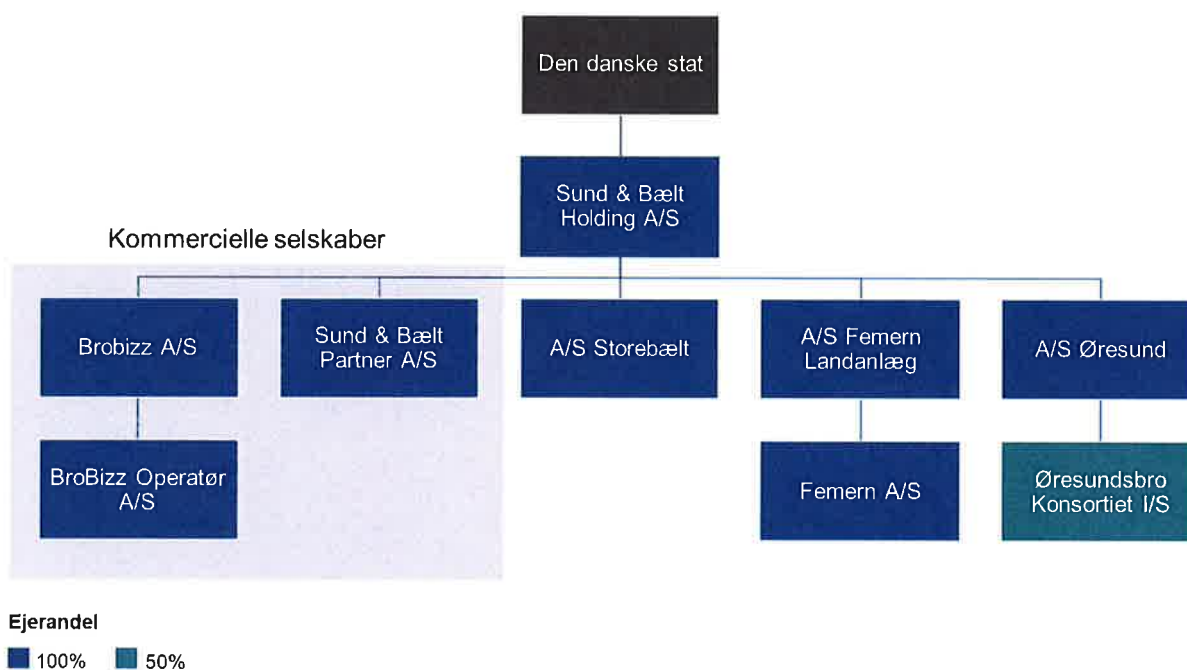 Den danske stat
Sund & Bælt
Holding A/S
Kommercielle selskaber
Brobizz A/S
Sund & Bælt
Partner A/S
A/S Storebælt
A/S Femern
Landanlæg
A/S Øresund
BroBizz Operatør
A/S
Femern A/S
Øresundsbro
Konsortiet I/S
Ejerandel
100%
50%